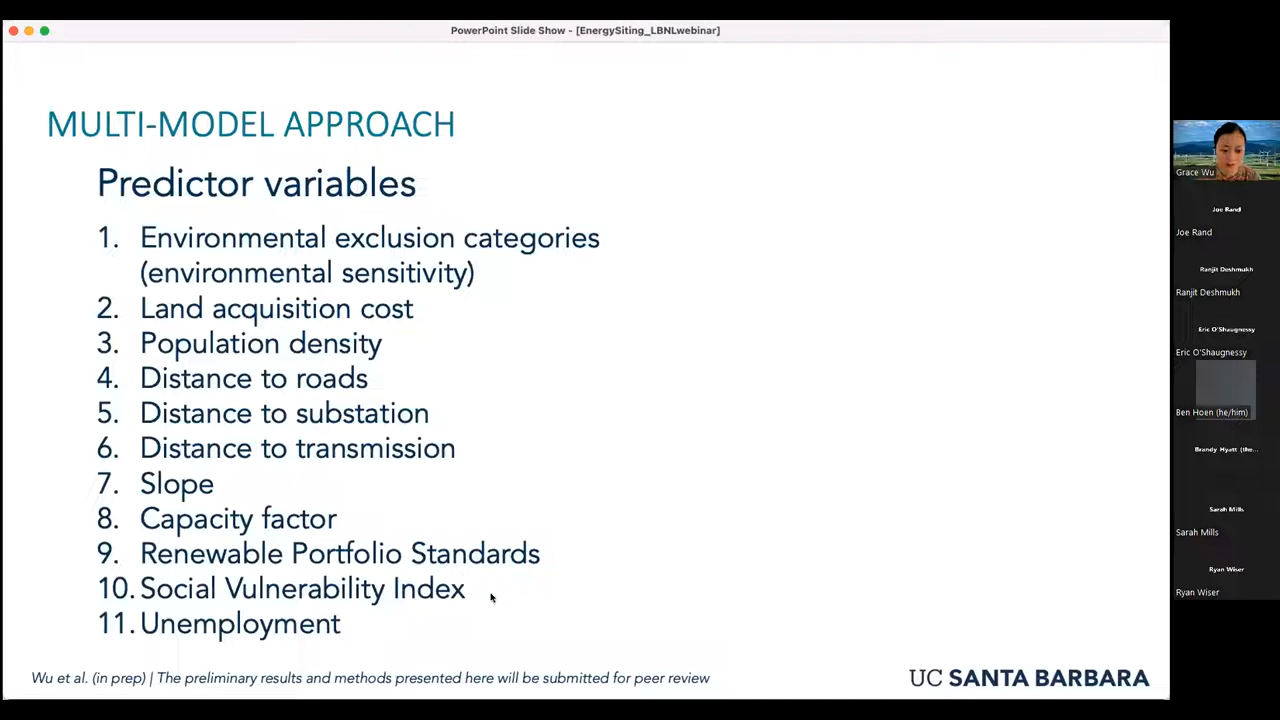 PowerPoint Slide Show - [EnergySiting_LBNLwebinar]
MULTI-MODEL APPROACH
Predictor variables
1. Environmental exclusion categories
(environmental sensitivity)
2. Land acquisition cost
3. Population density
4. Distance to roads
5. Distance to substation
6. Distance to transmission
7. Slope
8. Capacity factor
9. Renewable Portfolio Standards
10. Social Vulnerability Index
11. Unemployment
Wu et al. (in prep) | The preliminary results and methods presented here will be submitted for peer review
UC SANTA BARBARA
Grace Wu
Joe Rand
Joe Rand
Ranjit Deshmukh
Ranjit Deshmukh
Eric O'Shaugnessy
Eric O'Shaugnessy
Ben Hoen (he/him)
Brandy Hyatt (the...
Sarah Mills
Sarah Mills
Ryan Wiser
Ryan Wiser